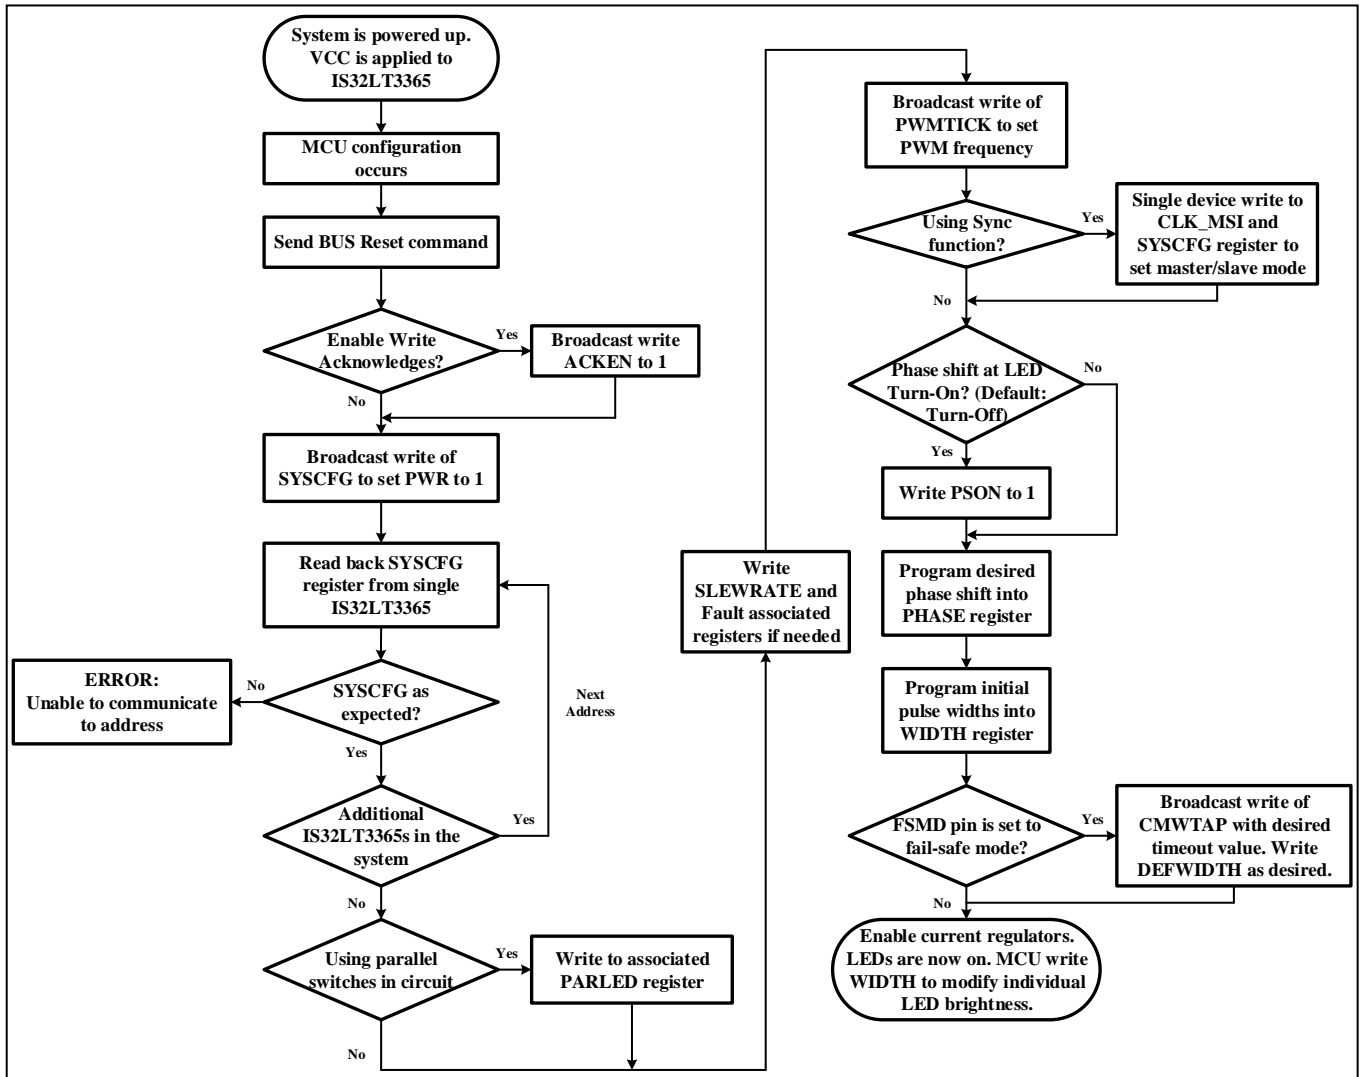 System is powered up.
VCC is applied to
IS32LT3365
MCU configuration
occurs
Send BUS Reset command
Enable Write
Acknowledges?
Yes
Broadcast write
ACKEN to 1
No
Broadcast write of
SYSCFG to set PWR to 1
Read back SYSCFG
register from single
IS32LT3365
SYSCFG as
expected?
No
ERROR:
Unable to communicate
to address
Yes
Next
Address
Additional
IS32LT3365s in the
system
Yes
No
Using parallel
switches in circuit
Yes
Write to associated
PARLED register
No
Write
SLEWRATE and
Fault associated
registers if needed
Broadcast write of
PWMTICK to set
PWM frequency
Using Sync
function?
Yes
Single device write to
CLK_MSI and
SYSCFG register to
set master/slave mode
No
Phase shift at LED
Turn-On? (Default:
Turn-Off)
No
Yes
Write PSON to 1
Program desired
phase shift into
PHASE register
Program initial
pulse widths into
WIDTH register
FSMD pin is set to
fail-safe mode?
Yes
Broadcast write of
CMWTAP with desired
timeout value. Write
DEFWIDTH as desired.
No
Enable current regulators.
LEDs are now on. MCU write
WIDTH to modify individual
LED brightness.